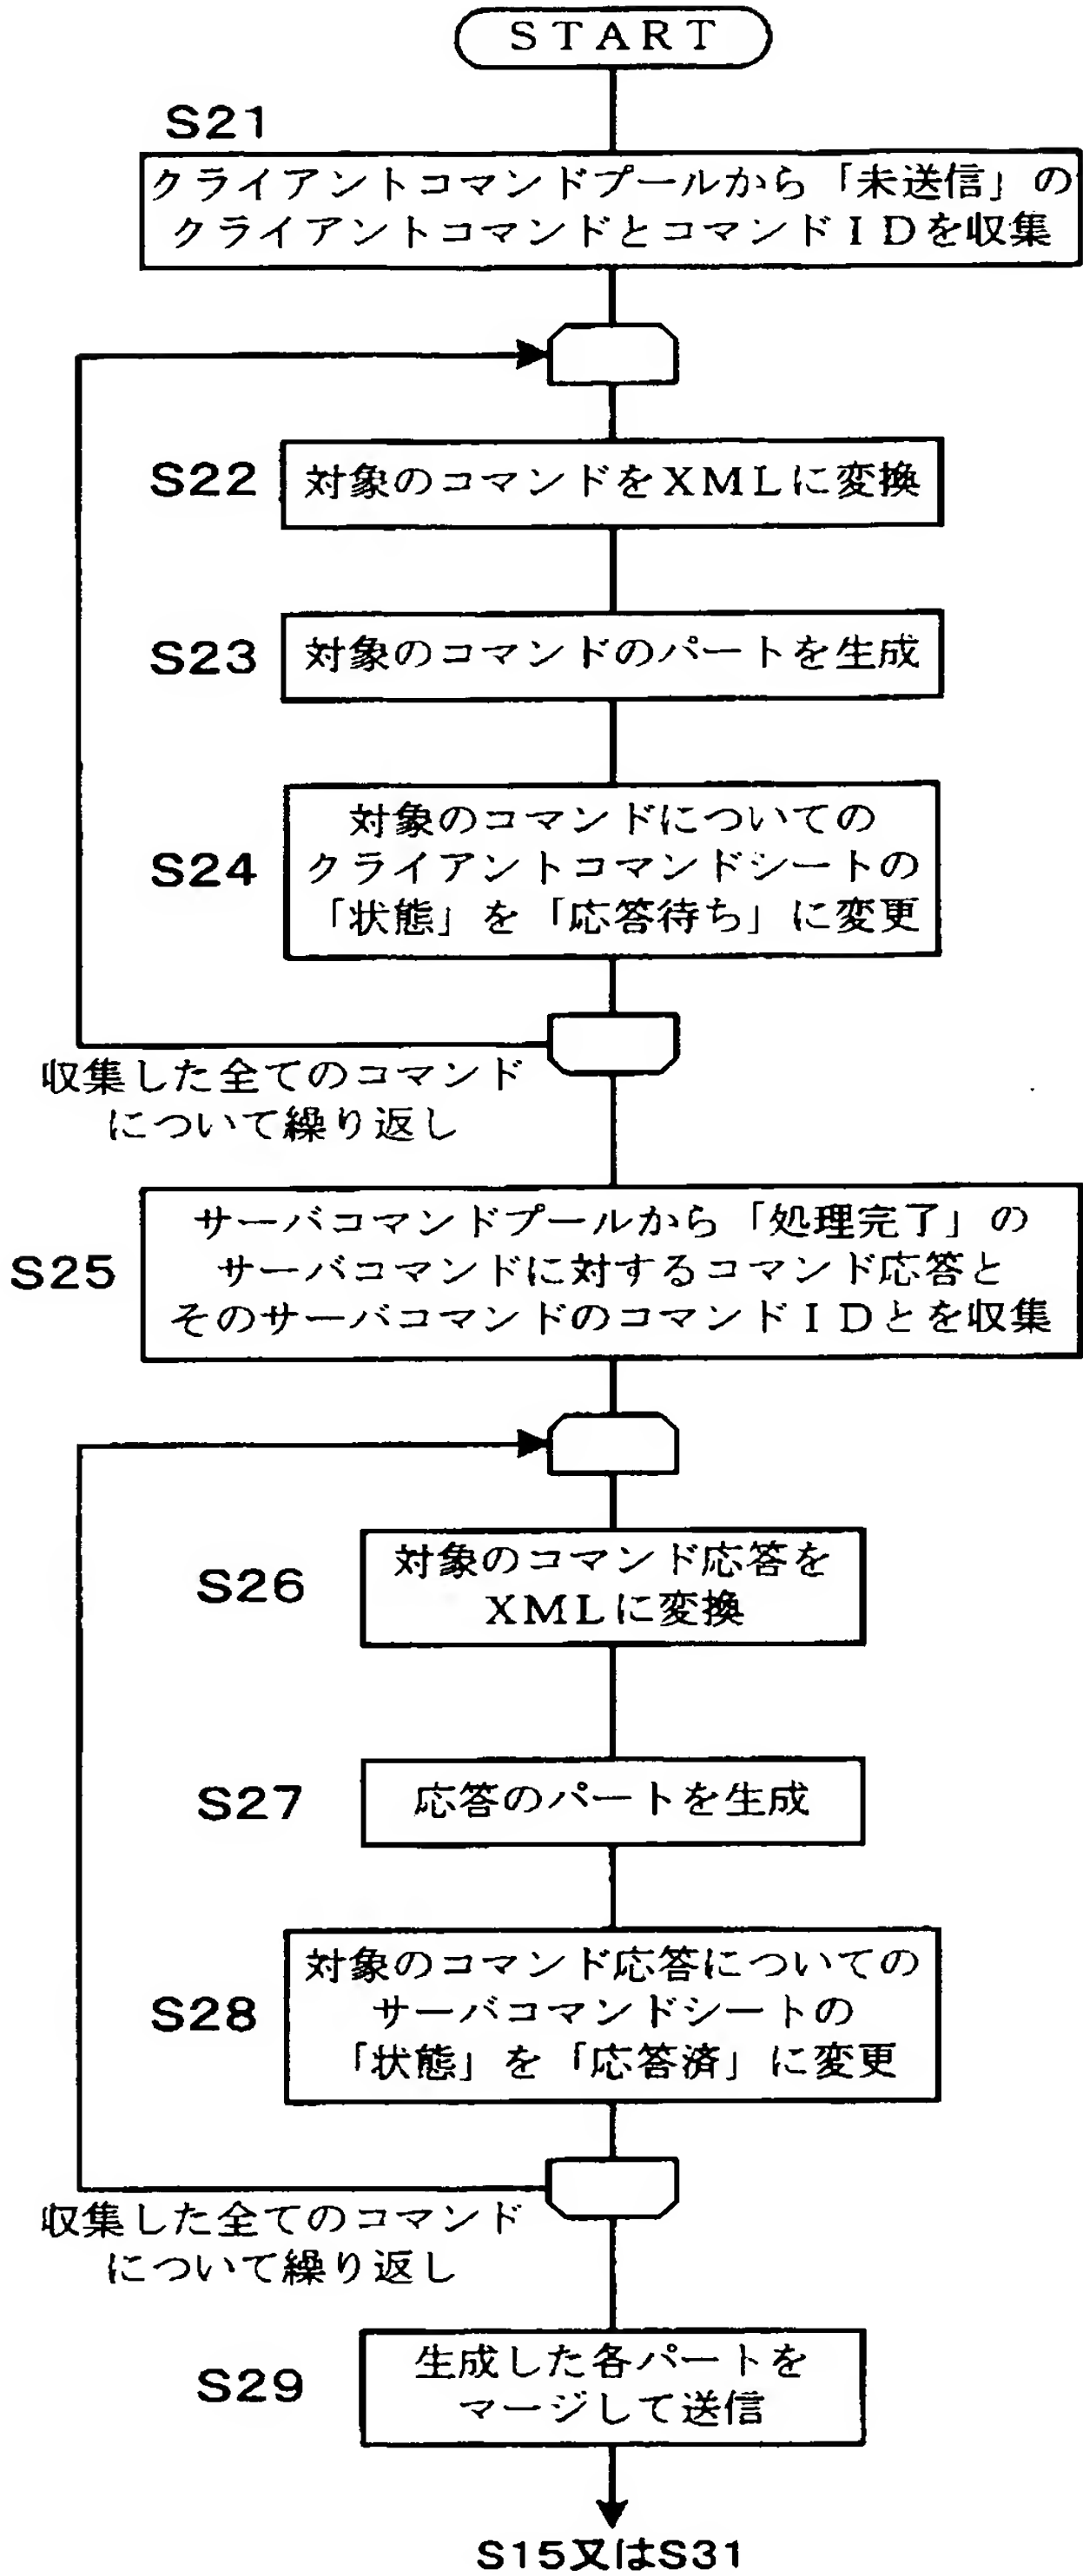 START
S21
クライアントコマンドプールから「未送信」の
クライアントコマンドとコマンドIDを収集
S22
対象のコマンドをXMLに変換
S23
対象のコマンドのパートを生成
S24
対象のコマンドについての
クライアントコマンドシートの
「状態」を「応答待ち」に変更
収集した全てのコマンド
について繰り返し
S25
サーバコマンドプールから「処理完了」の
サーバコマンドに対するコマンド応答と
そのサーバコマンドのコマンドIDとを収集
S26
対象のコマンド応答を
XMLに変換
S27
応答のパートを生成
S28
対象のコマンド応答についての
サーバコマンドシートの
「状態」を「応答済」に変更
収集した全てのコマンド
について繰り返し
S29
生成した各パートを
マージして送信
S15又はS31